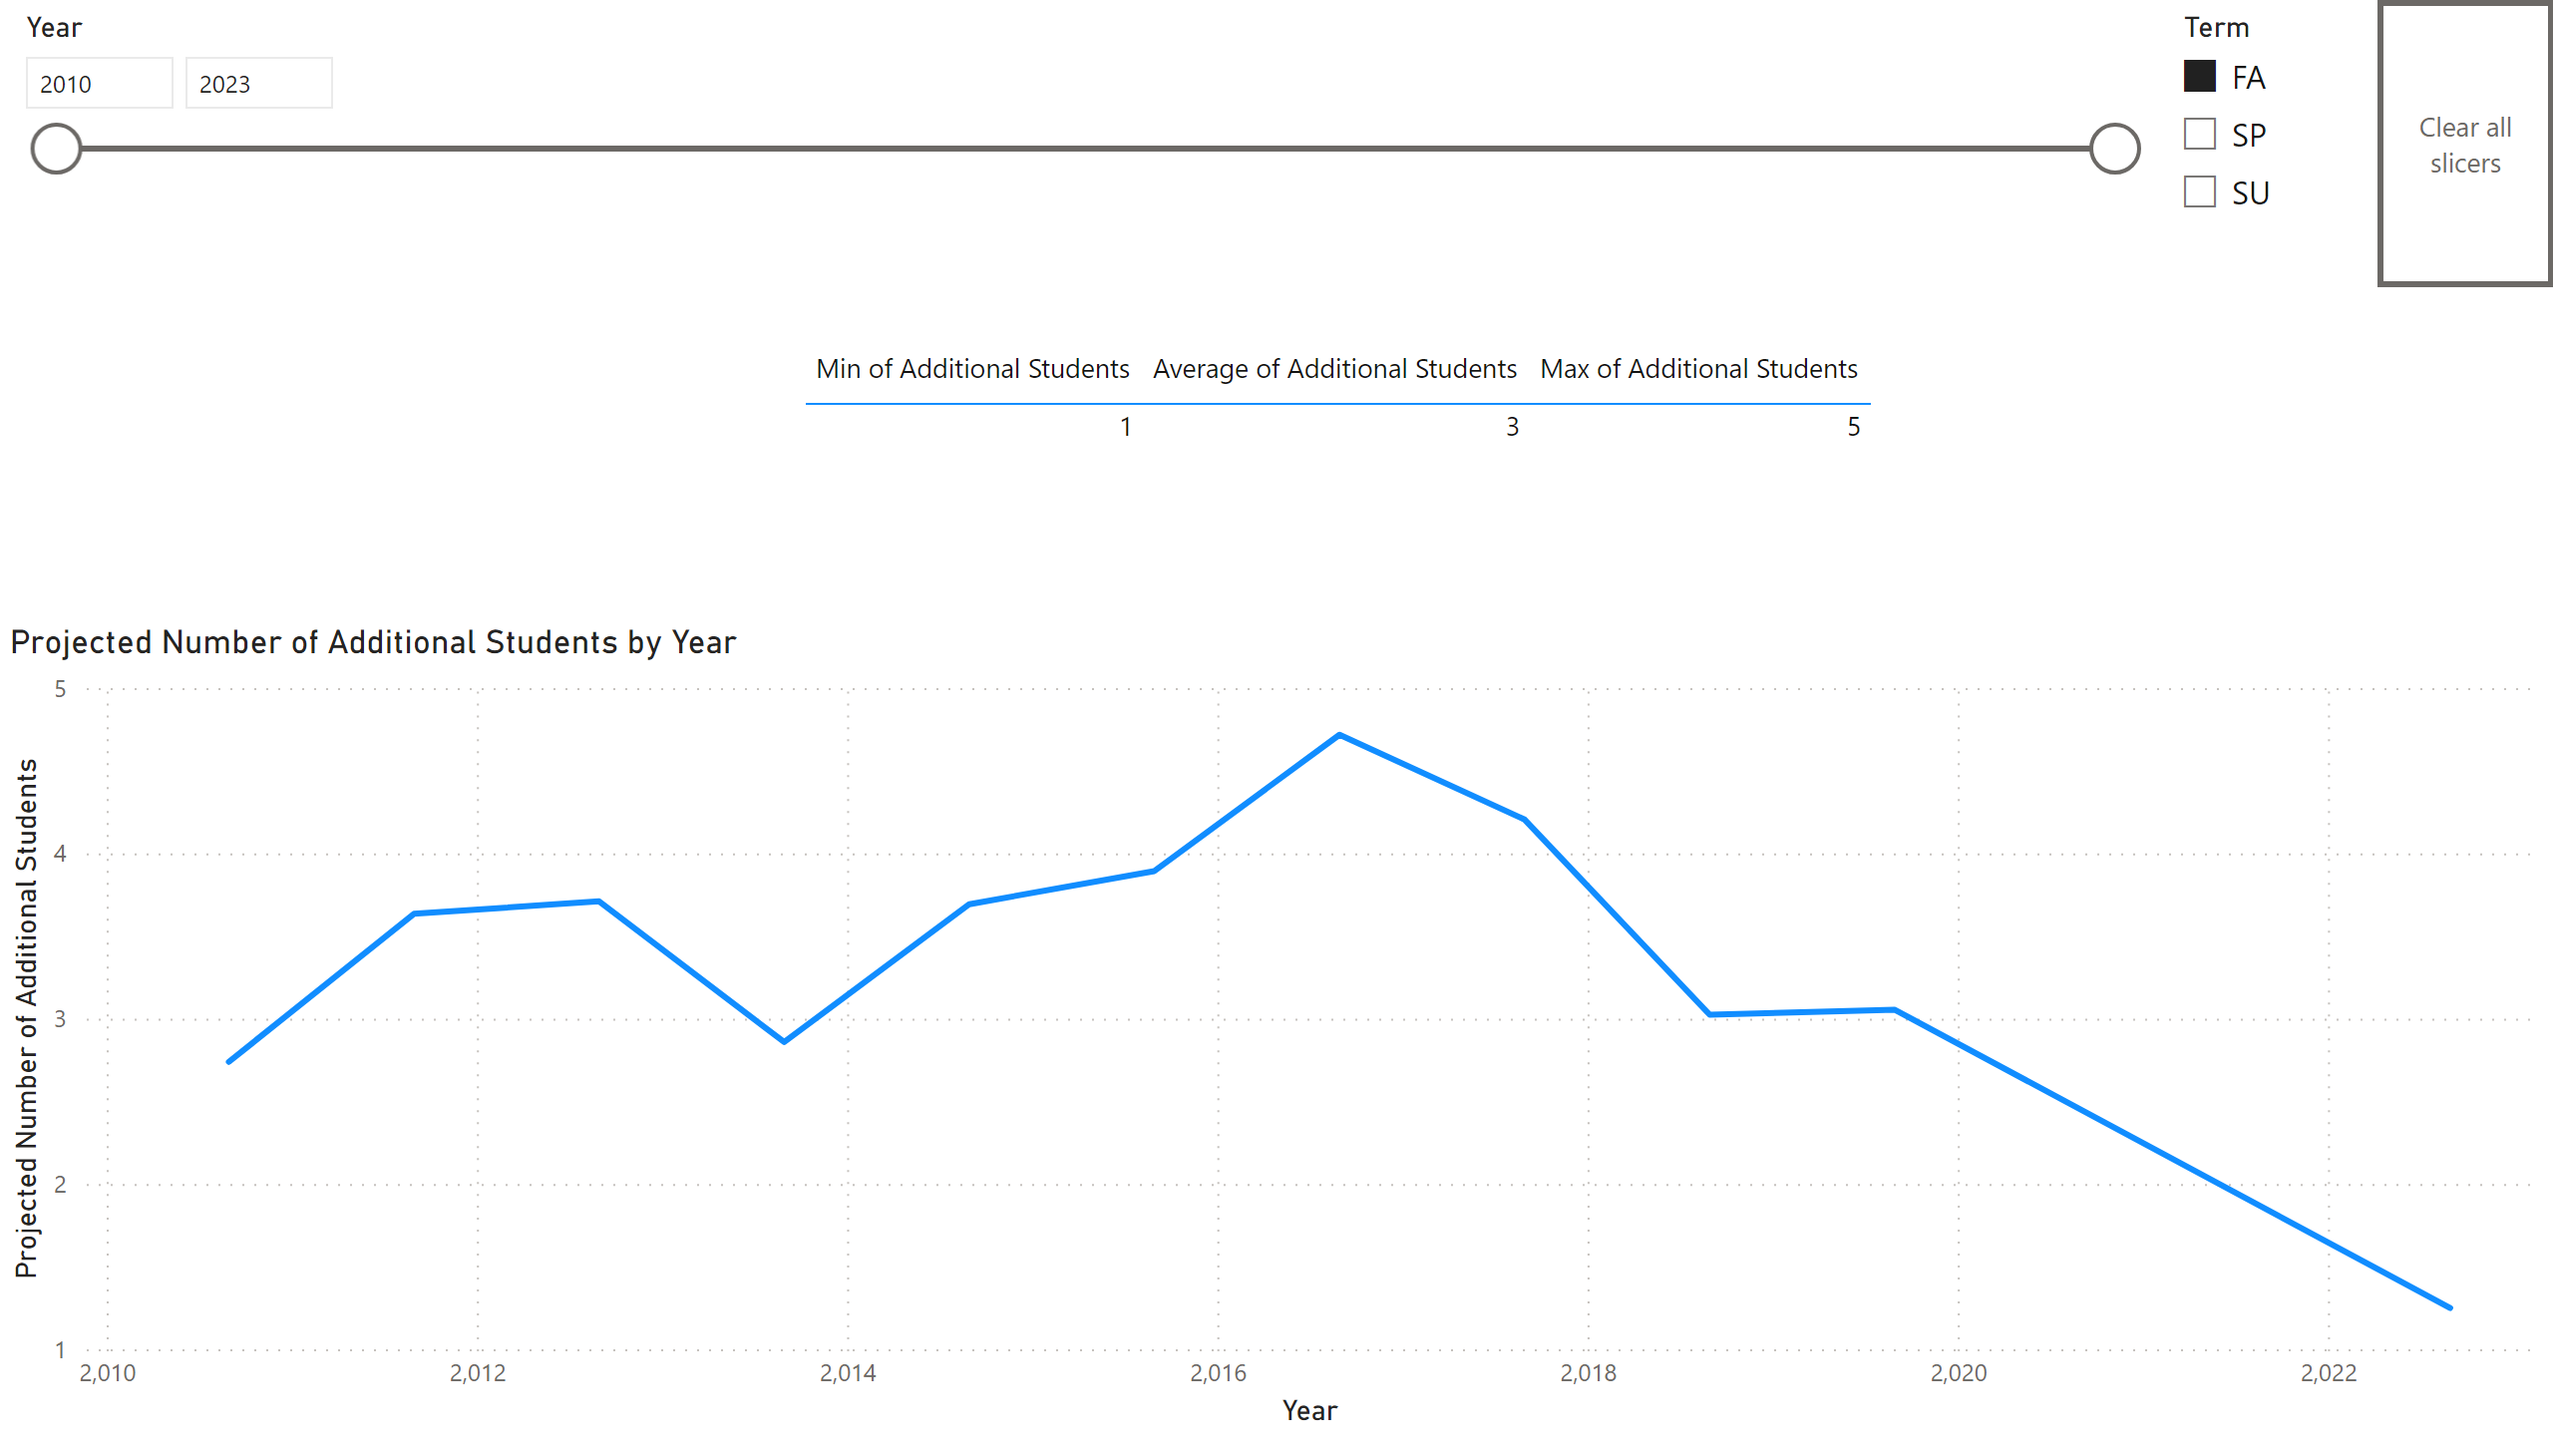 Year
2010 2023
Term
FA
SP
SU
Clear all
slicers
Min of Additional Students Average of Additional Students Max of Additional Students
1 3 5
Projected Number of Additional Students by Year
Projected Number of Additional Students
5
4
3
2
1
2,010 2,012 2,014 2,016 2,018 2,020 2,022
Year